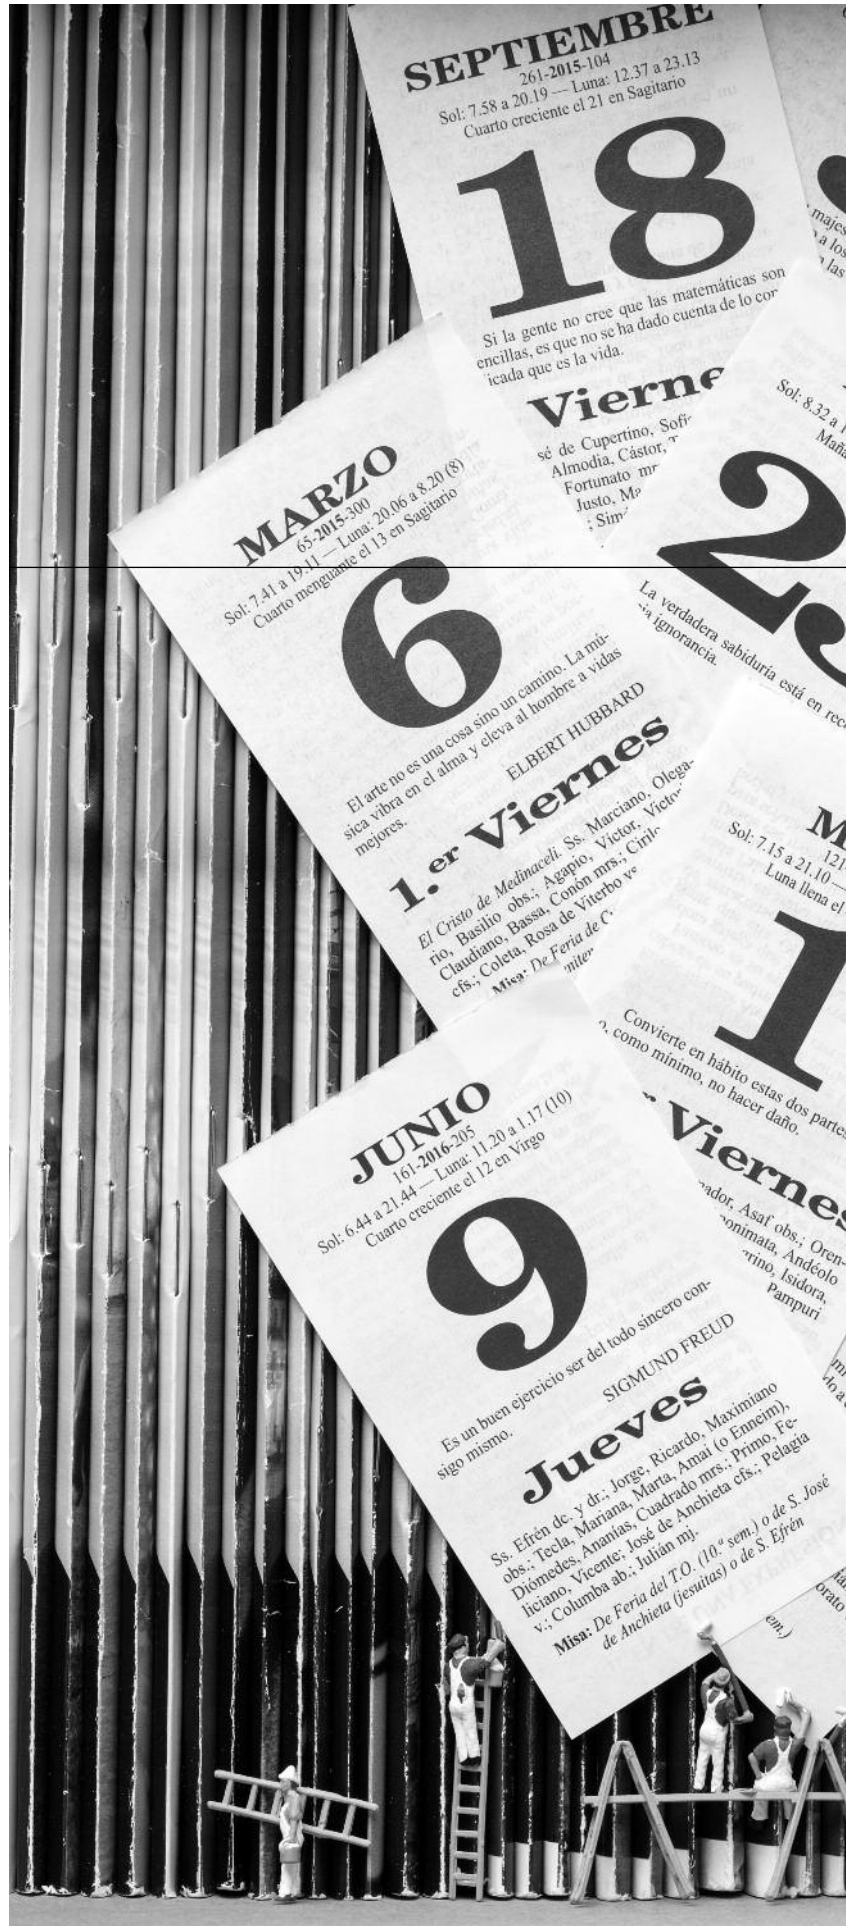 SEPTIEMBRE
261-2015-104
Sol: 7.58 a 20.19 — Luna: 12.37 a 23.13
Cuarto creciente el 21 en Sagitario
18
Si la gente no cree que las matemáticas son
encillas, es que no se ha dado cuenta de lo
icada que es la vida.
Vierne
sé de Cupertino,
Almodia, Cástor,
Fortunato
Justo,
a los
las
Sol: 8.32 a
2
La verdadera sabiduría está en
ignorancia.
MARZO
65-2015-300
Sol: 7.41 a 19.11 — Luna: 20.06 a 8.20 (8)
Cuarto menguante el 13 en Sagitario
6
El arte no es una cosa sino un camino. La mú-
sica vibra en el alma y eleva al hombre a vidas
mejores.
ELBERT HUBBARD
1.er Viernes
El Cristo de Medinaceli. Ss. Marciano, Olega-
rio, Basilio obs.; Agapio, Víctor,
Claudiano, Bassa, Conón mrs.;
cfs.; Coleta, Rosa de Viterbo
Misa: De Feria de
M
121-
Sol: 7.15 a 21.10 —
Luna llena el
1
Convierte en hábito estas dos partes
o, como mínimo, no hacer daño.
Viernes
Asaf obs.; Oren-
Andéolo
Isidora,
Pampuri
JUNIO
161-2016-205
Sol: 6.44 a 21.44 — Luna: 11.20 a 1.17 (10)
Cuarto creciente el 12 en Virgo
9
Es un buen ejercicio ser del todo sincero con-
sigo mismo.
SIGMUND FREUD
Jueves
Ss. Efrén dc. y dr.; Jorge, Ricardo, Maximiano
obs.; Tecla, Mariana, Marta, Amai (o Enneim),
Diómedes, Ananías, Cuadrado mrs.; Primo, Fe-
liciano, Vicente; José de Anchieta cfs.; Pelagia
v.; Columba ab.; Julián mj.
Misa: De Feria del T.O. (10.ª sem.) o de S. José
de Anchieta (jesuitas) o de S. Efrén
em.)